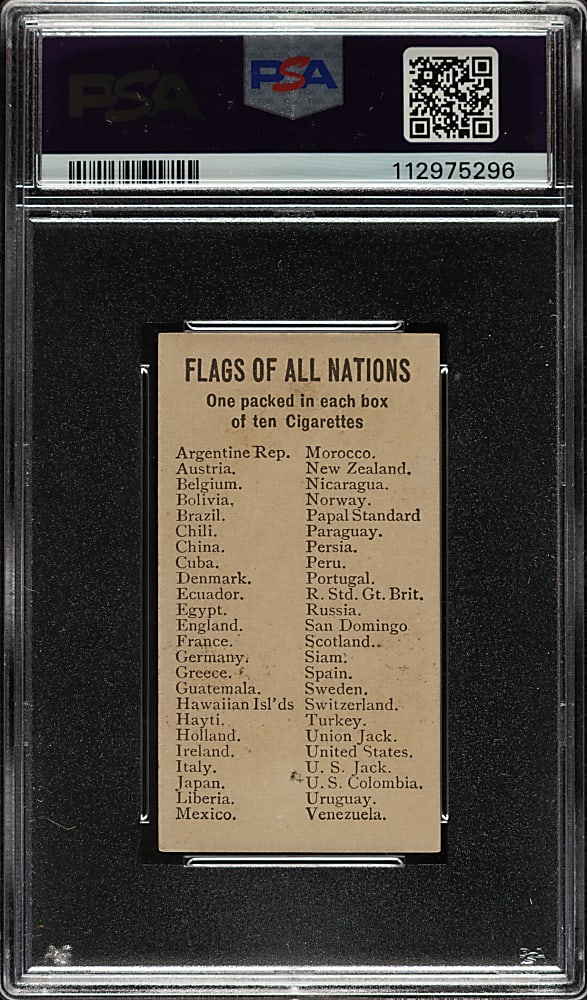 PSA
PSA
112975296
FLAGS OF ALL NATIONS
One packed in each box
of ten Cigarettes
Argentine Rep.
Austria.
Belgium.
Bolivia.
Brazil.
Chili.
China.
Cuba.
Denmark.
Ecuador.
Egypt.
England.
France.
Germany.
Greece.
Guatemala.
Hawaiian Isl'ds
Hayti.
Holland.
Ireland.
Italy.
Japan.
Liberia.
Mexico.
Morocco.
New Zealand.
Nicaragua.
Norway.
Papal Standard
Paraguay.
Persia.
Peru.
Portugal.
R. Std. Gt. Brit.
Russia.
San Domingo
Scotland.
Siam.
Spain.
Sweden.
Switzerland.
Turkey.
Union Jack.
United States.
U. S. Jack.
U. S. Colombia.
Uruguay.
Venezuela.